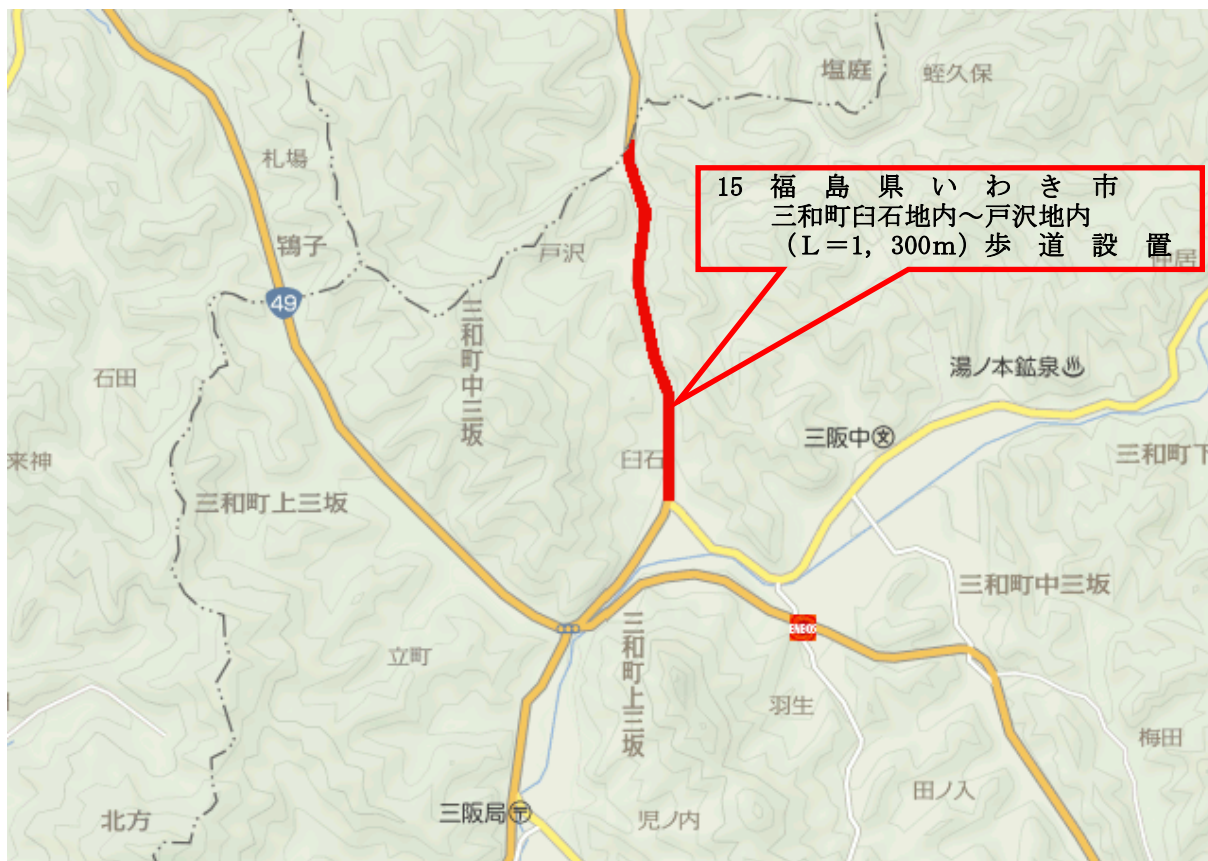 塩庭
蛭久保
札場
15 福島県いわき市
三和町臼石地内～戸沢地内
（L＝1，300m）歩道設置
鶚子
戸沢
49
三和町中三坂
石田
湯ノ本鉱泉
三阪中
文
来神
臼石
三和町下
三和町上三坂
三和町中三坂
ENEOS
三和町上三坂
立町
羽生
梅田
田ノ入
三阪局
児ノ内
北方